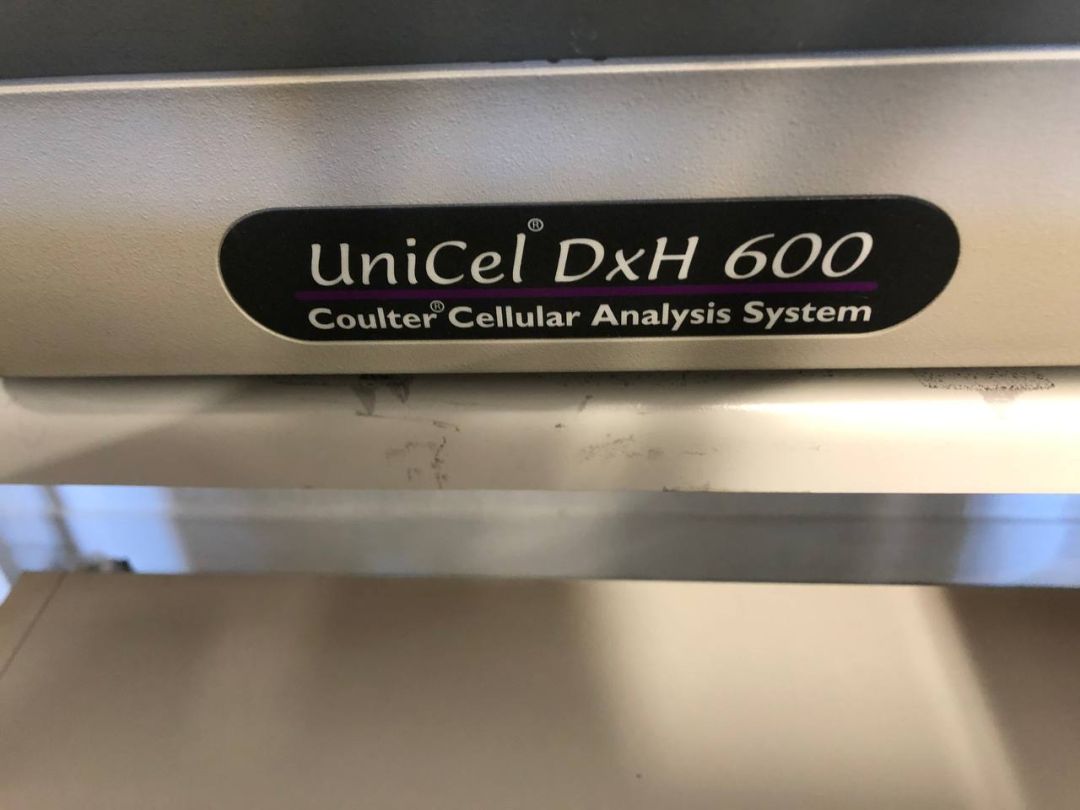 UniCel® DxH 600
Coulter® Cellular Analysis System